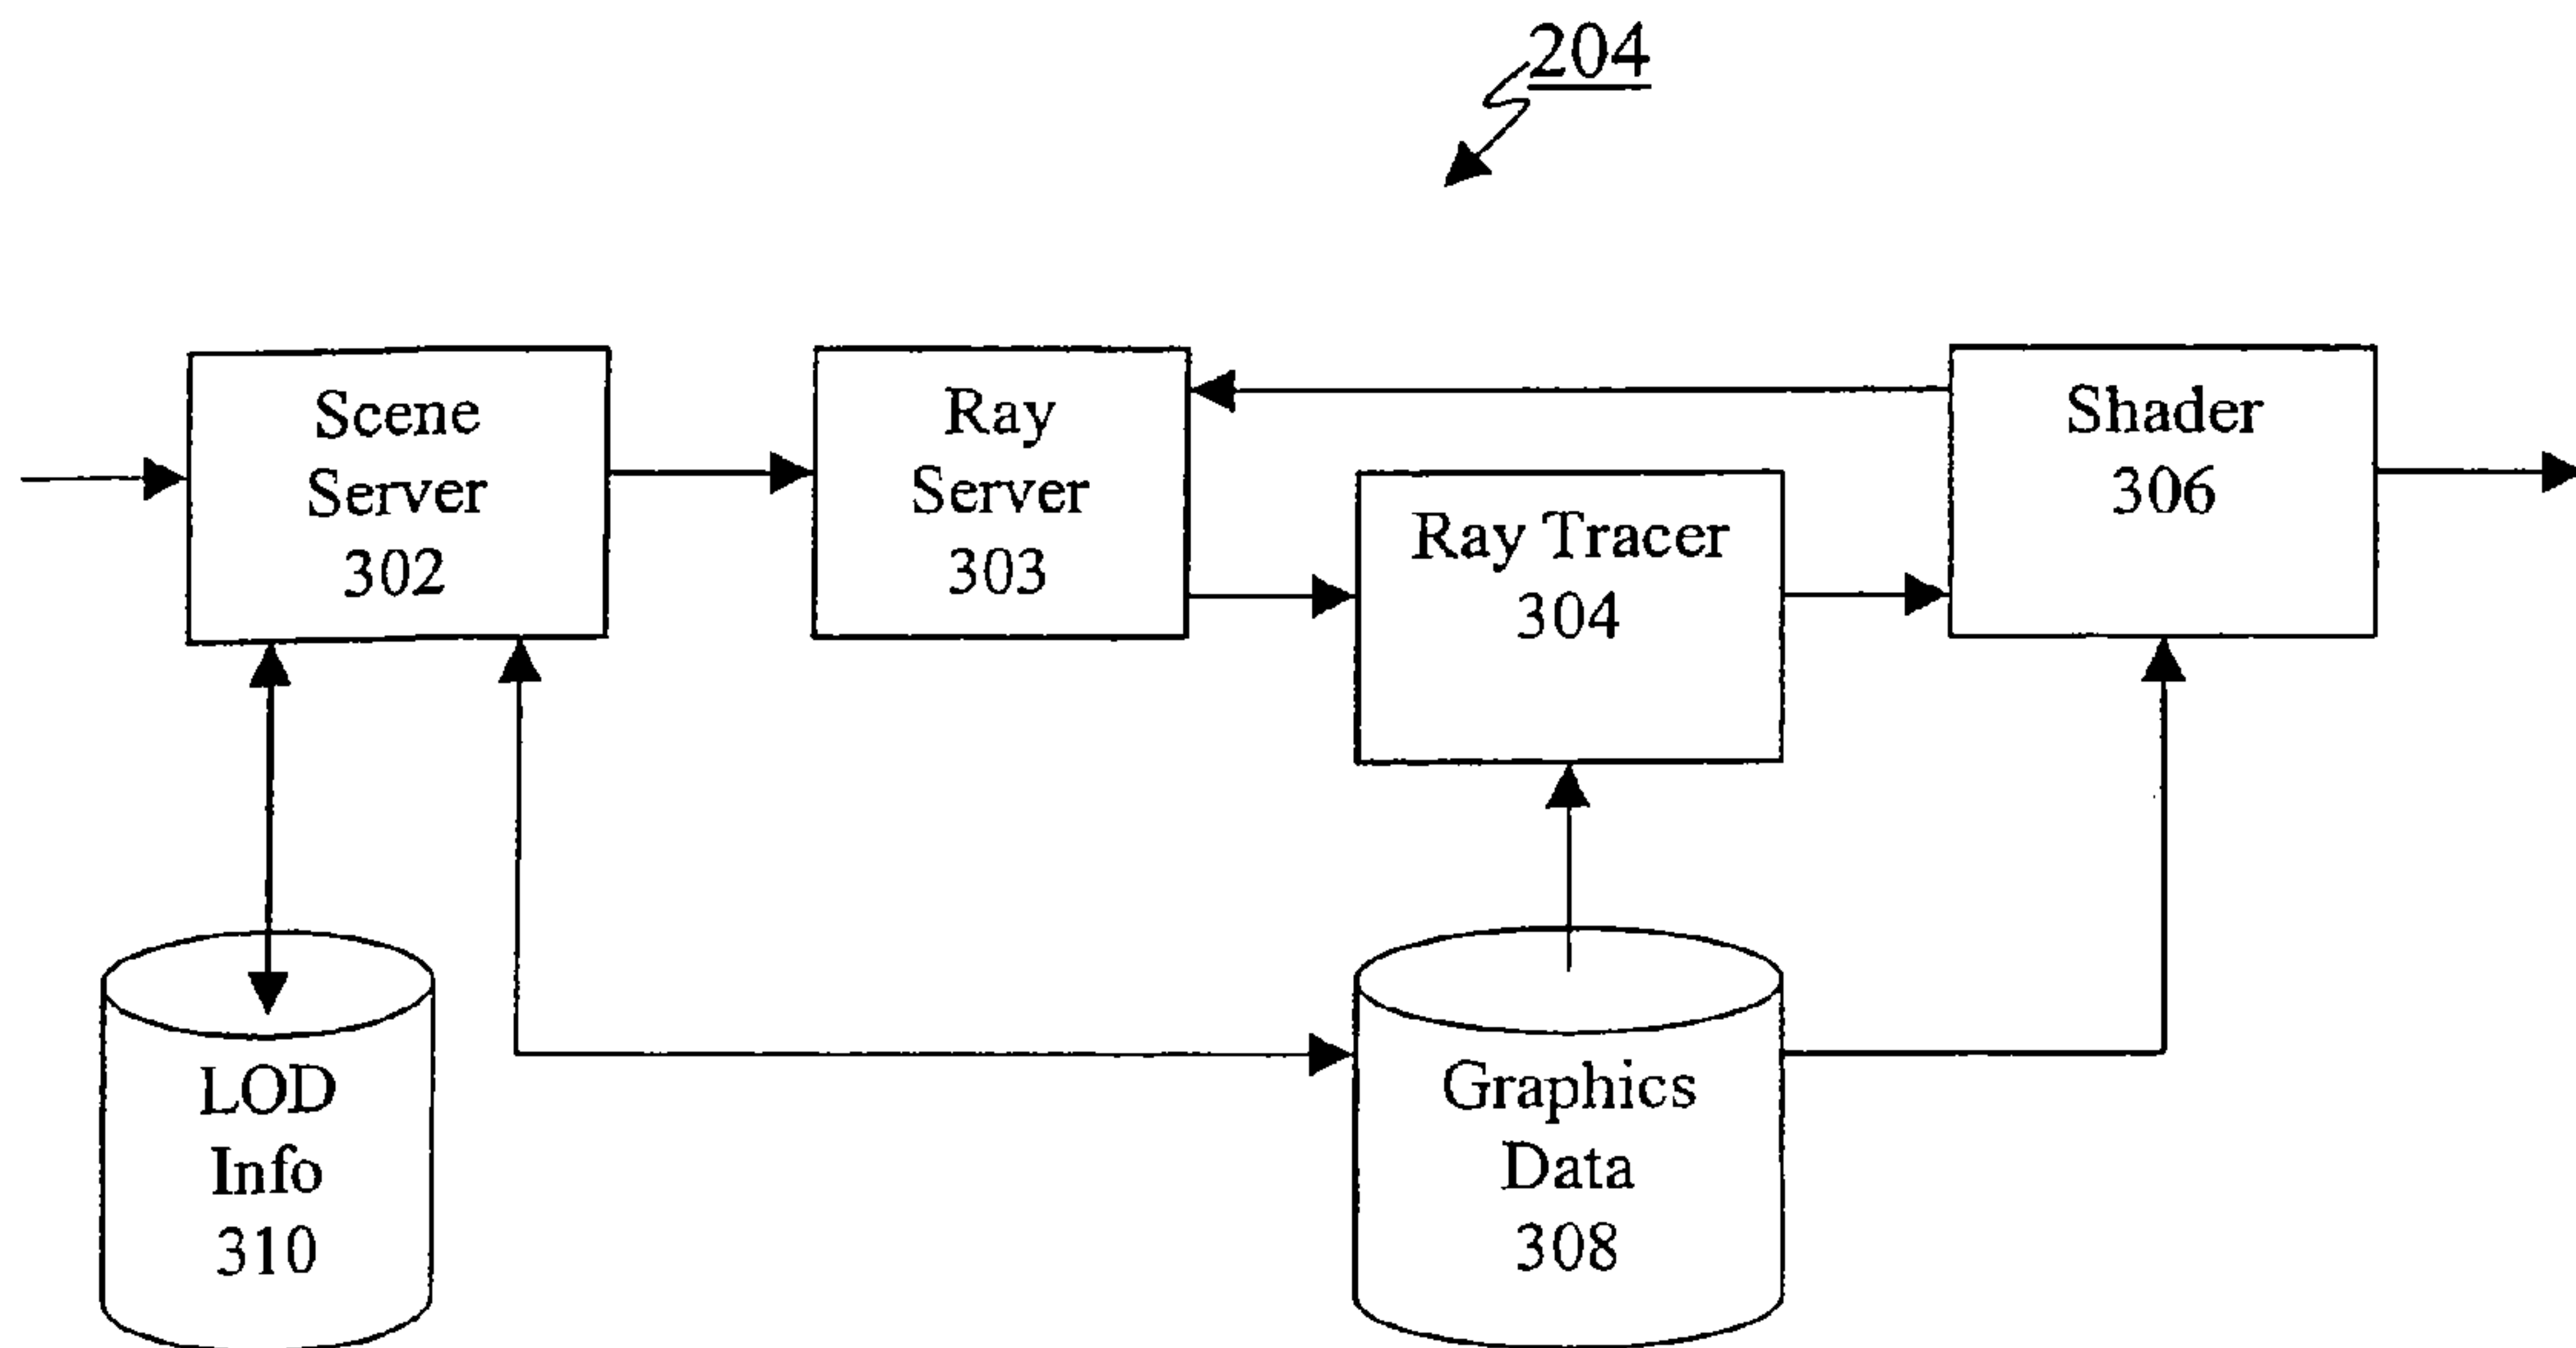 204
Scene
Server
302
Ray
Server
303
Ray Tracer
304
Shader
306
LOD
Info
310
Graphics
Data
308